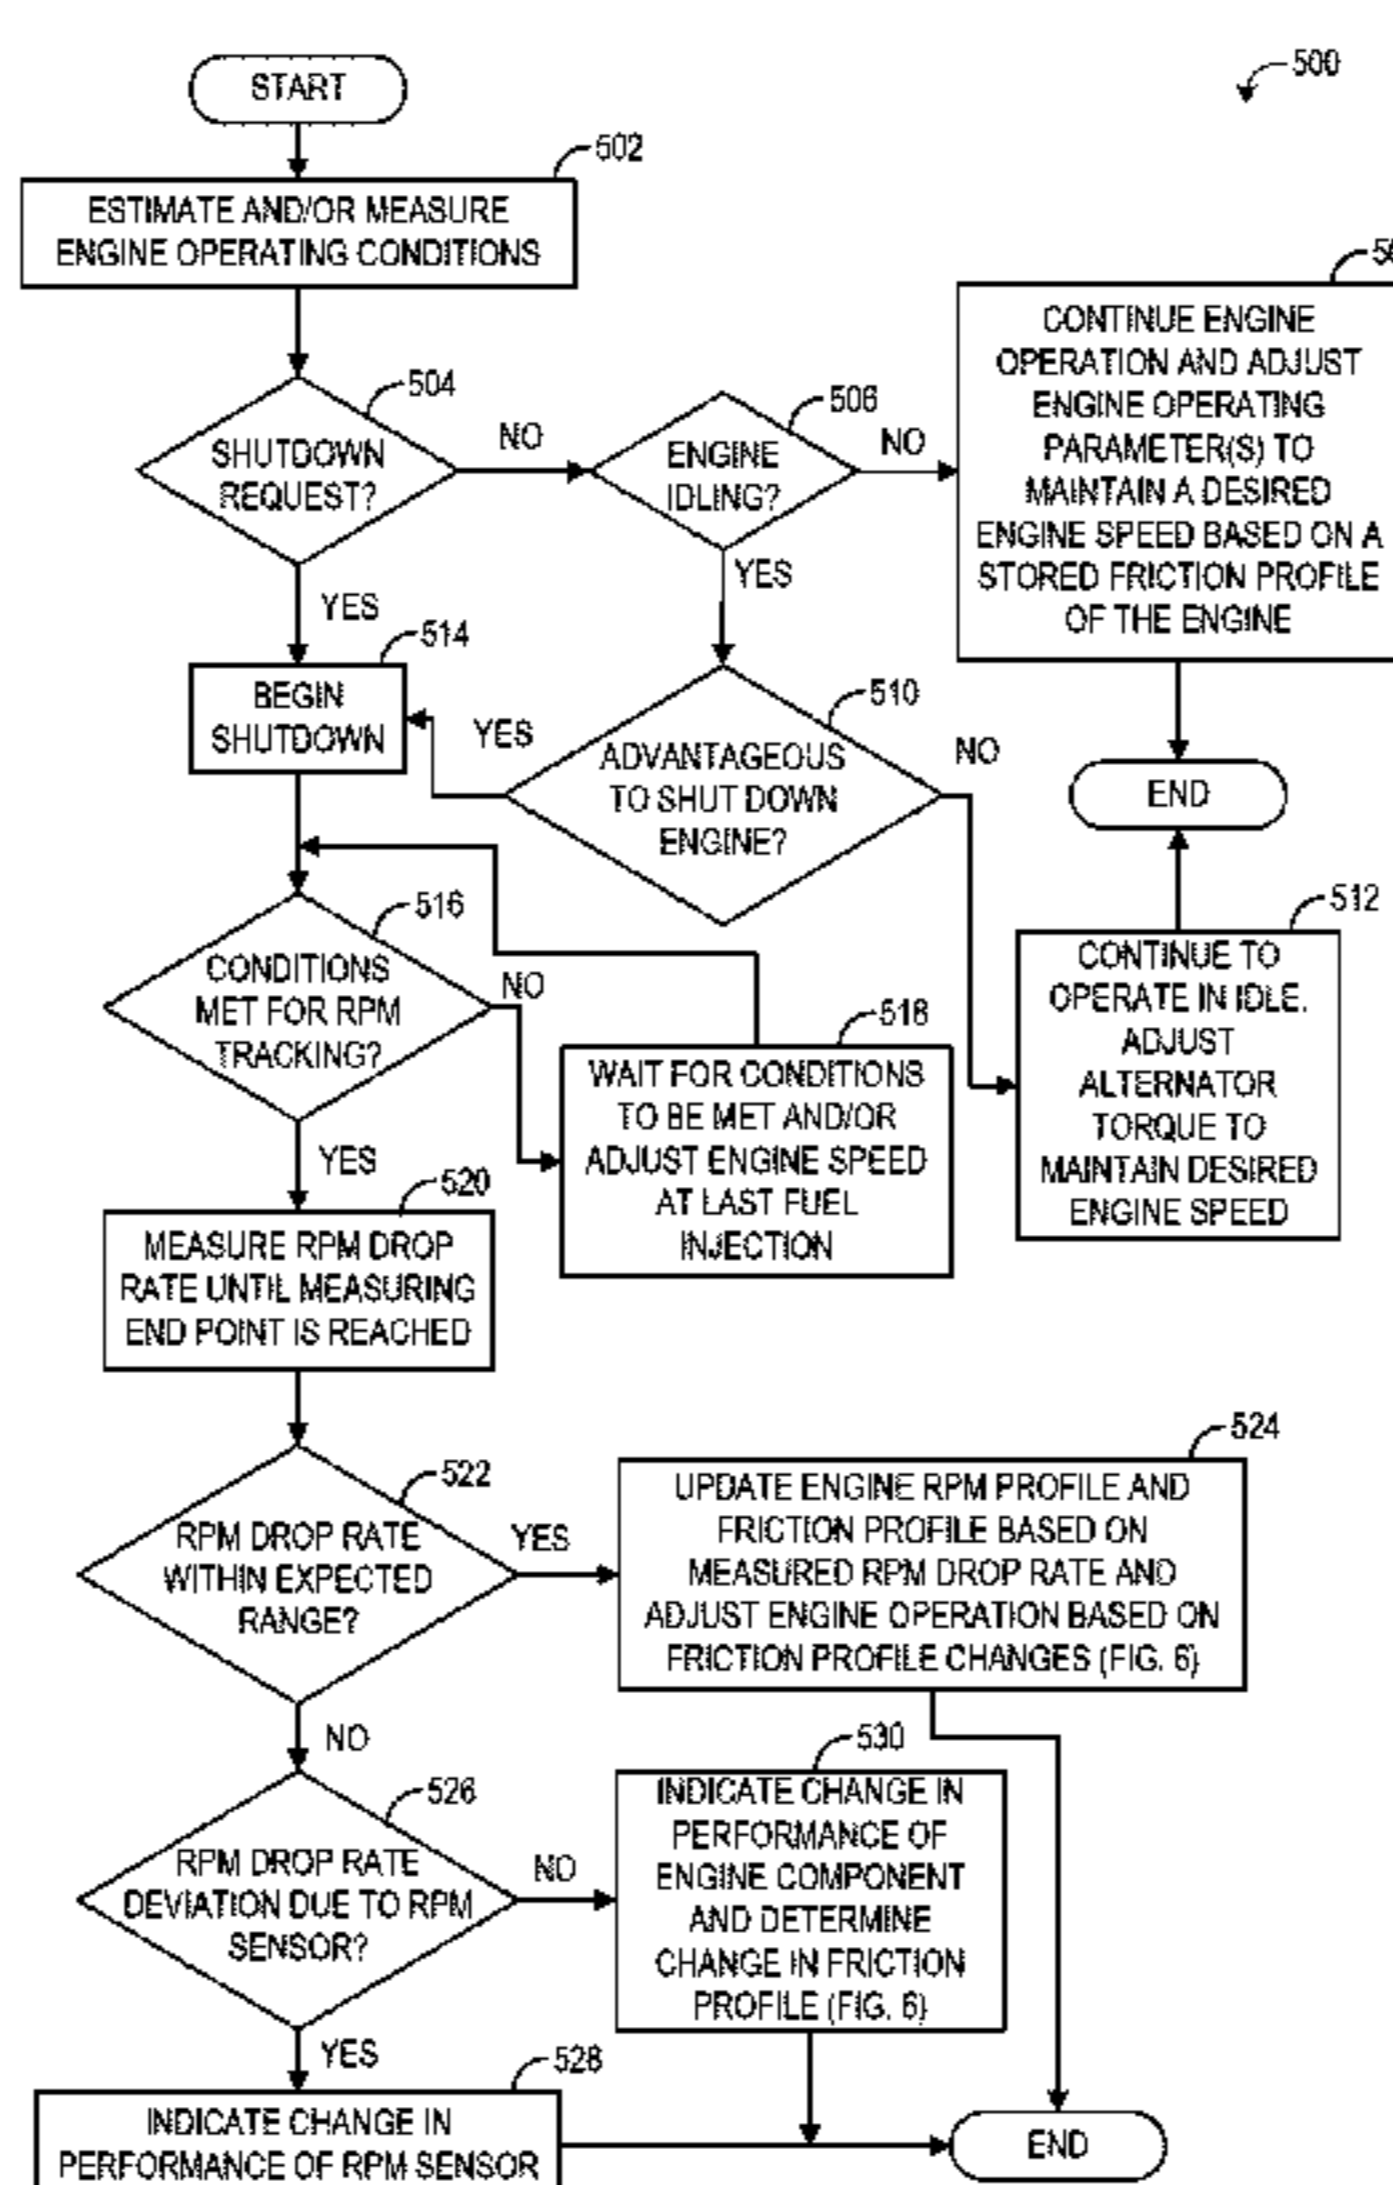 START
500
502
ESTIMATE AND/OR MEASURE
ENGINE OPERATING CONDITIONS
504
SHUTDOWN
REQUEST?
NO
YES
506
ENGINE
IDLING?
NO
YES
CONTINUE ENGINE
OPERATION AND ADJUST
ENGINE OPERATING
PARAMETER(S) TO
MAINTAIN A DESIRED
ENGINE SPEED BASED ON A
STORED FRICTION PROFILE
OF THE ENGINE
END
514
BEGIN
SHUTDOWN
510
ADVANTAGEOUS
TO SHUT DOWN
ENGINE?
YES
NO
512
CONTINUE TO
OPERATE IN IDLE.
ADJUST
ALTERNATOR
TORQUE TO
MAINTAIN DESIRED
ENGINE SPEED
516
CONDITIONS
MET FOR RPM
TRACKING?
NO
YES
518
WAIT FOR CONDITIONS
TO BE MET AND/OR
ADJUST ENGINE SPEED
AT LAST FUEL
INJECTION
520
MEASURE RPM DROP
RATE UNTIL MEASURING
END POINT IS REACHED
522
RPM DROP RATE
WITHIN EXPECTED
RANGE?
YES
NO
524
UPDATE ENGINE RPM PROFILE AND
FRICTION PROFILE BASED ON
MEASURED RPM DROP RATE AND
ADJUST ENGINE OPERATION BASED ON
FRICTION PROFILE CHANGES (FIG. 6)
526
RPM DROP RATE
DEVIATION DUE TO RPM
SENSOR?
NO
YES
530
INDICATE CHANGE IN
PERFORMANCE OF
ENGINE COMPONENT
AND DETERMINE
CHANGE IN FRICTION
PROFILE (FIG. 6)
528
INDICATE CHANGE IN
PERFORMANCE OF RPM SENSOR
END